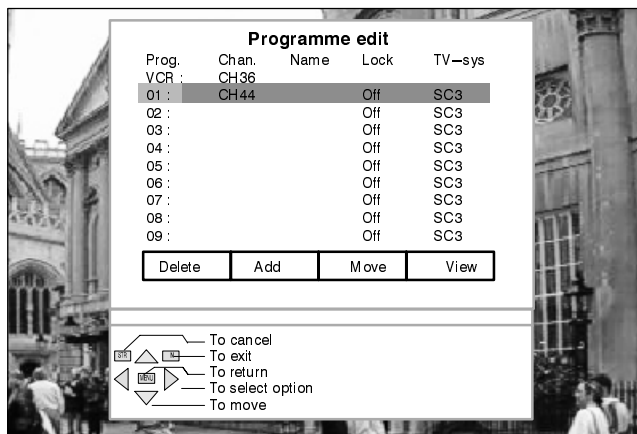 Programme edit
Prog. Chan. Name Lock TV-sys
VCR : CH36
01 : CH44 Off SC3
02 : Off SC3
03 : Off SC3
04 : Off SC3
05 : Off SC3
06 : Off SC3
07 : Off SC3
08 : Off SC3
09 : Off SC3
Delete Add Move View
To cancel
STR N To exit
MENU To return
To select option
To move